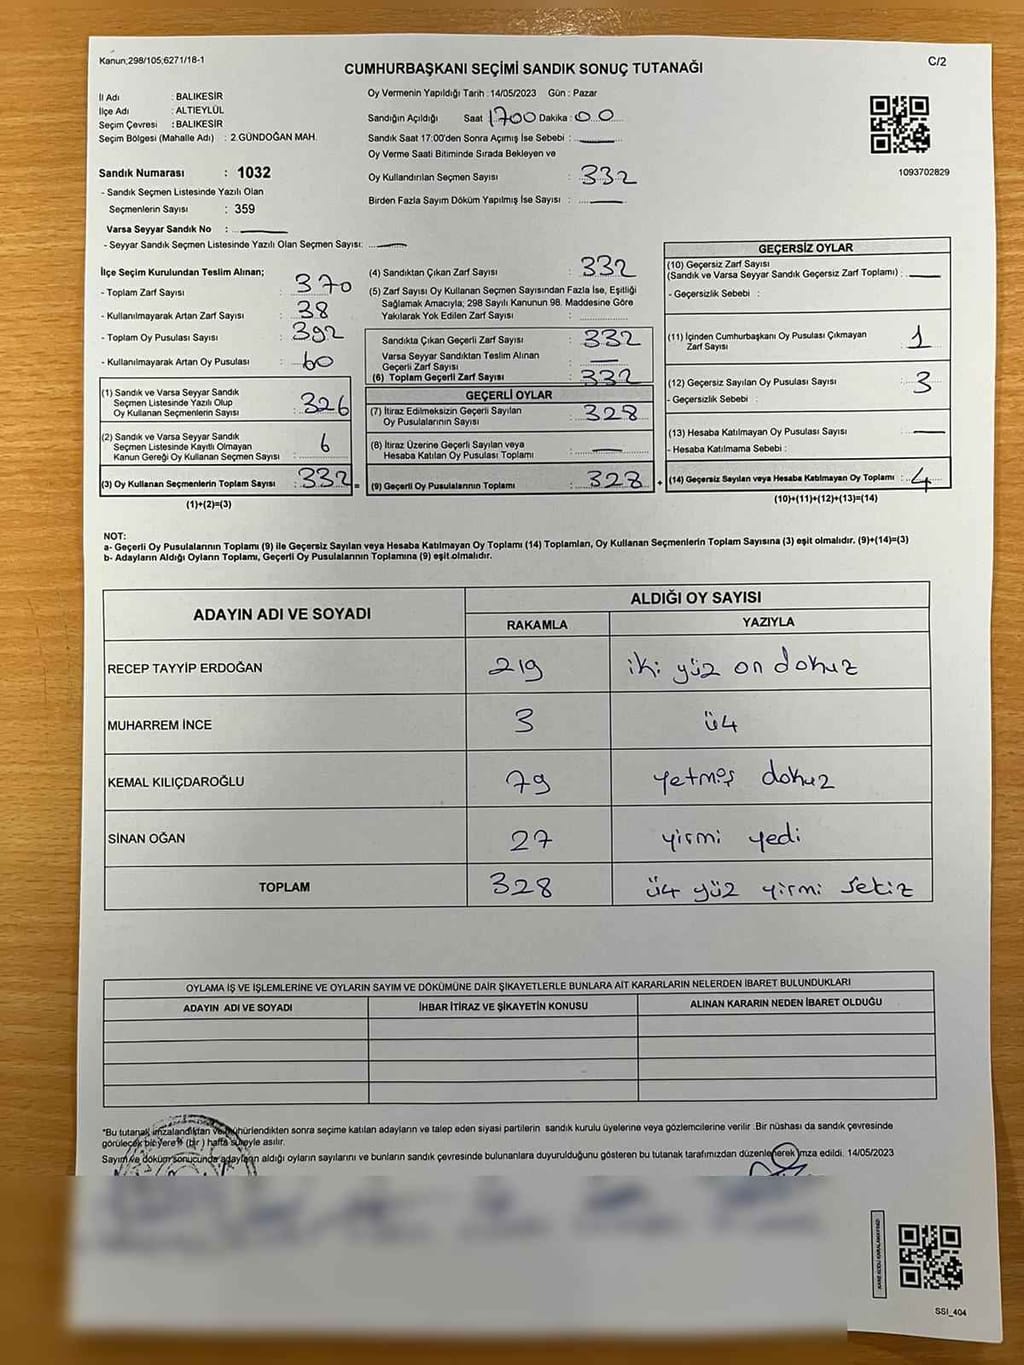 Kanun;298/105;6271/18-1
C/2
CUMHURBAŞKANI SEÇİMİ SANDIK SONUÇ TUTANAĞI
İl Adı : BALIKESİR
İlçe Adı : ALTIEYLÜL
Seçim Çevresi : BALIKESİR
Seçim Bölgesi (Mahalle Adı) : 2.GÜNDOĞAN MAH.
Sandık Numarası : 1032
- Sandık Seçmen Listesinde Yazılı Olan
Seçmenlerin Sayısı : 359
Varsa Seyyar Sandık No :
- Seyyar Sandık Seçmen Listesinde Yazılı Olan Seçmen Sayısı:
Oy Vermenin Yapıldığı Tarih : 14/05/2023 Gün : Pazar
Sandığın Açıldığı Saat 1700 Dakika : 00
Sandık Saat 17:00'den Sonra Açımış İse Sebebi :
Oy Verme Saati Bitiminde Sırada Bekleyen ve
Oy Kullandırılan Seçmen Sayısı : 332
Birden Fazla Sayım Döküm Yapılmış İse Sayısı :
1093702829
İlçe Seçim Kurulundan Teslim Alınan;
- Toplam Zarf Sayısı : 370
- Kullanılmayarak Artan Zarf Sayısı : 38
- Toplam Oy Pusulası Sayısı : 392
- Kullanılmayarak Artan Oy Pusulası : 60
(1) Sandık ve Varsa Seyyar Sandık
Seçmen Listesinde Yazılı Olup
Oy Kullanan Seçmenlerin Sayısı : 326
(2) Sandık ve Varsa Seyyar Sandık
Seçmen Listesinde Kayıtlı Olmayan
Kanun Gereği Oy Kullanan Seçmen Sayısı : 6
(3) Oy Kullanan Seçmenlerin Toplam Sayısı : 332 =
(1)+(2)=(3)
(4) Sandıktan Çıkan Zarf Sayısı : 332
(5) Zarf Sayısı Oy Kullanan Seçmen Sayısından Fazla İse, Eşitliği
Sağlamak Amacıyla; 298 Sayılı Kanunun 98. Maddesine Göre
Yakılarak Yok Edilen Zarf Sayısı :
Sandıkta Çıkan Geçerli Zarf Sayısı : 332
Varsa Seyyar Sandıktan Teslim Alınan
Geçerli Zarf Sayısı :
(6) Toplam Geçerli Zarf Sayısı : 332
GEÇERLİ OYLAR
(7) İtiraz Edilmeksizin Geçerli Sayılan
Oy Pusulalarının Sayısı : 328
(8) İtiraz Üzerine Geçerli Sayılan veya
Hesaba Katılan Oy Pusulası Toplamı :
(9) Geçerli Oy Pusulalarının Toplamı : 328 +
GEÇERSİZ OYLAR
(10) Geçersiz Zarf Sayısı
(Sandık ve Varsa Seyyar Sandık Geçersiz Zarf Toplamı) :
- Geçersizlik Sebebi :
(11) İçinden Cumhurbaşkanı Oy Pusulası Çıkmayan
Zarf Sayısı : 1
(12) Geçersiz Sayılan Oy Pusulası Sayısı : 3
- Geçersizlik Sebebi :
(13) Hesaba Katılmayan Oy Pusulası Sayısı :
- Hesaba Katılmama Sebebi :
(14) Geçersiz Sayılan veya Hesaba Katılmayan Oy Toplamı : 4
(10)+(11)+(12)+(13)=(14)
NOT:
a- Geçerli Oy Pusulalarının Toplamı (9) ile Geçersiz Sayılan veya Hesaba Katılmayan Oy Toplamı (14) Toplamları, Oy Kullanan Seçmenlerin Toplam Sayısına (3) eşit olmalıdır. (9)+(14)=(3)
b- Adayların Aldığı Oyların Toplamı, Geçerli Oy Pusulalarının Toplamına (9) eşit olmalıdır.
ADAYIN ADI VE SOYADI
ALDIĞI OY SAYISI
RAKAMLA YAZIYLA
RECEP TAYYİP ERDOĞAN 219 iki yüz on dokuz
MUHARREM İNCE 3 üç
KEMAL KILIÇDAROĞLU 79 yetmiş dokuz
SİNAN OĞAN 27 yirmi yedi
TOPLAM 328 üç yüz yirmi sekiz
OYLAMA İŞ VE İŞLEMLERİNE VE OYLARIN SAYIM VE DÖKÜMÜNE DAİR ŞİKAYETLERLE BUNLARA AİT KARARLARIN NELERDEN İBARET BULUNDUKLARI
ADAYIN ADI VE SOYADI İHBAR İTİRAZ VE ŞİKAYETİN KONUSU ALINAN KARARIN NEDEN İBARET OLDUĞU
"Bu tutanak imzalandıktan ve mühürlendikten sonra seçime katılan adayların ve talep eden siyasi partilerin sandık kurulu üyelerine veya gözlemcilerine verilir. Bir nüshası da sandık çevresinde
görülecek bir yere (bir) hafta süreyle asılır.
Sayım ve döküm sonucunda adayların aldığı oyların sayılarını ve bunların sandık çevresinde bulunanlara duyurulduğunu gösteren bu tutanak tarafımızdan düzenlenerek imza edildi. 14/05/2023
SSI_404